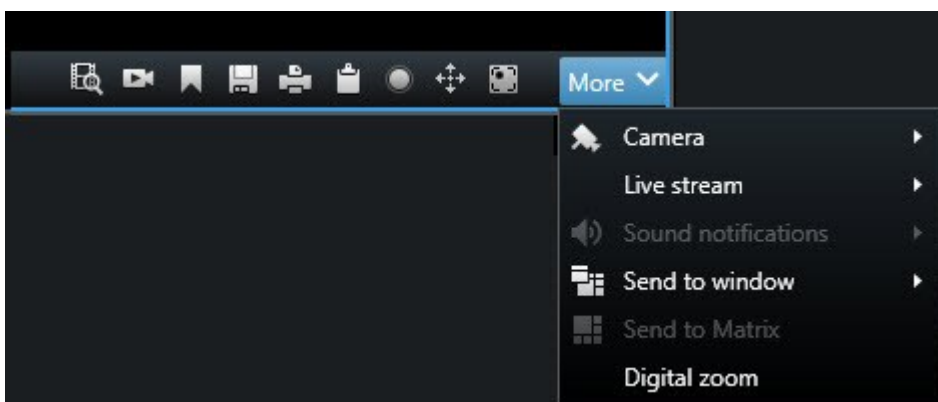 More
Camera
Live stream
Sound notifications
Send to window
Send to Matrix
Digital zoom